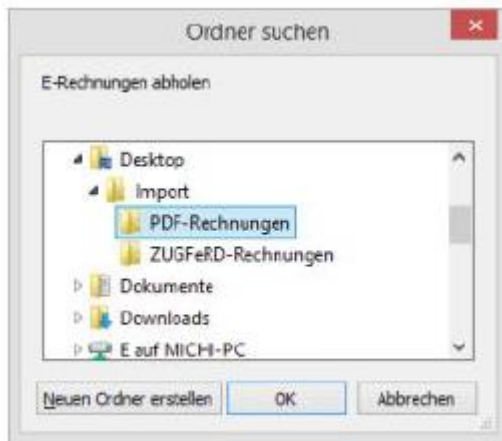 Ordner suchen
E-Rechnungen abholen
Desktop
Import
PDF-Rechnungen
ZUGFeRD-Rechnungen
Dokumente
Downloads
E auf MICHI-PC
Neuen Ordner erstellen OK Abbrechen